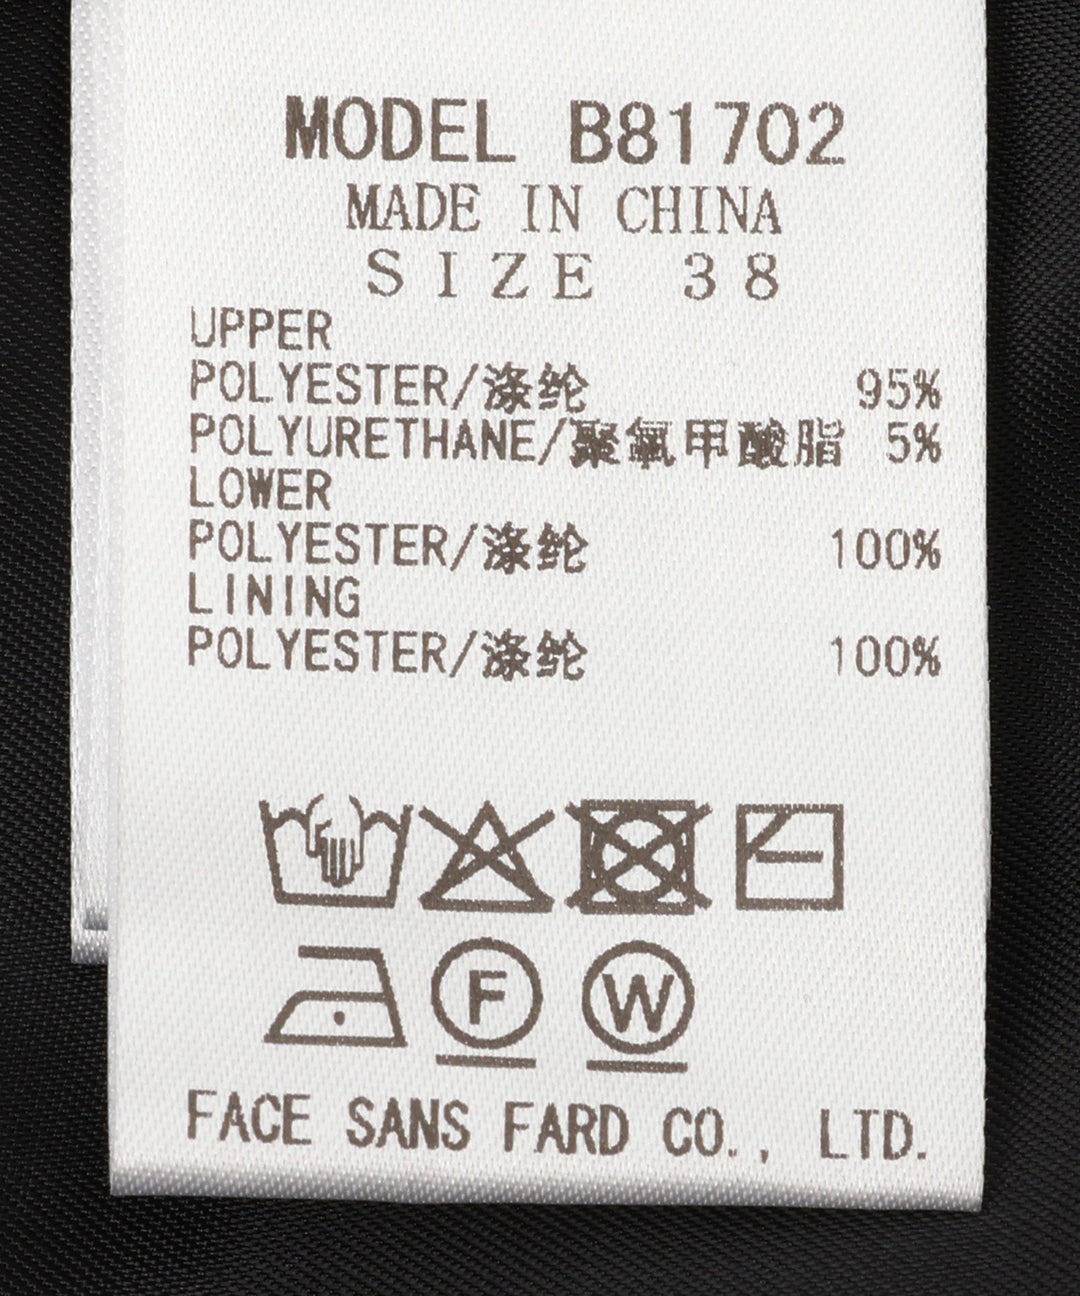 MODEL B81702
MADE IN CHINA
SIZE 38
UPPER
POLYESTER/涤纶 95%
POLYURETHANE/聚氧甲酸脂 5%
LOWER
POLYESTER/涤纶 100%
LINING
POLYESTER/涤纶 100%
F W
FACE SANS FARD CO., LTD.